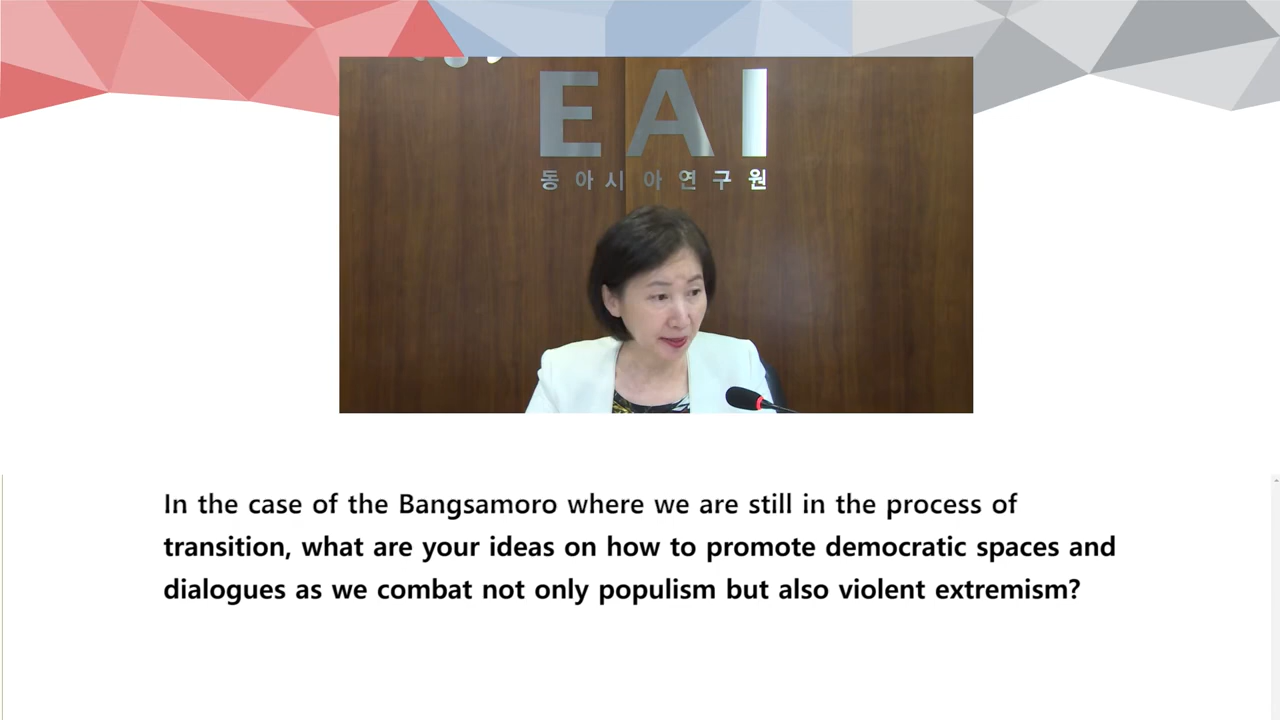 EAI
동아시아연구원
In the case of the Bangsamoro where we are still in the process of
transition, what are your ideas on how to promote democratic spaces and
dialogues as we combat not only populism but also violent extremism?